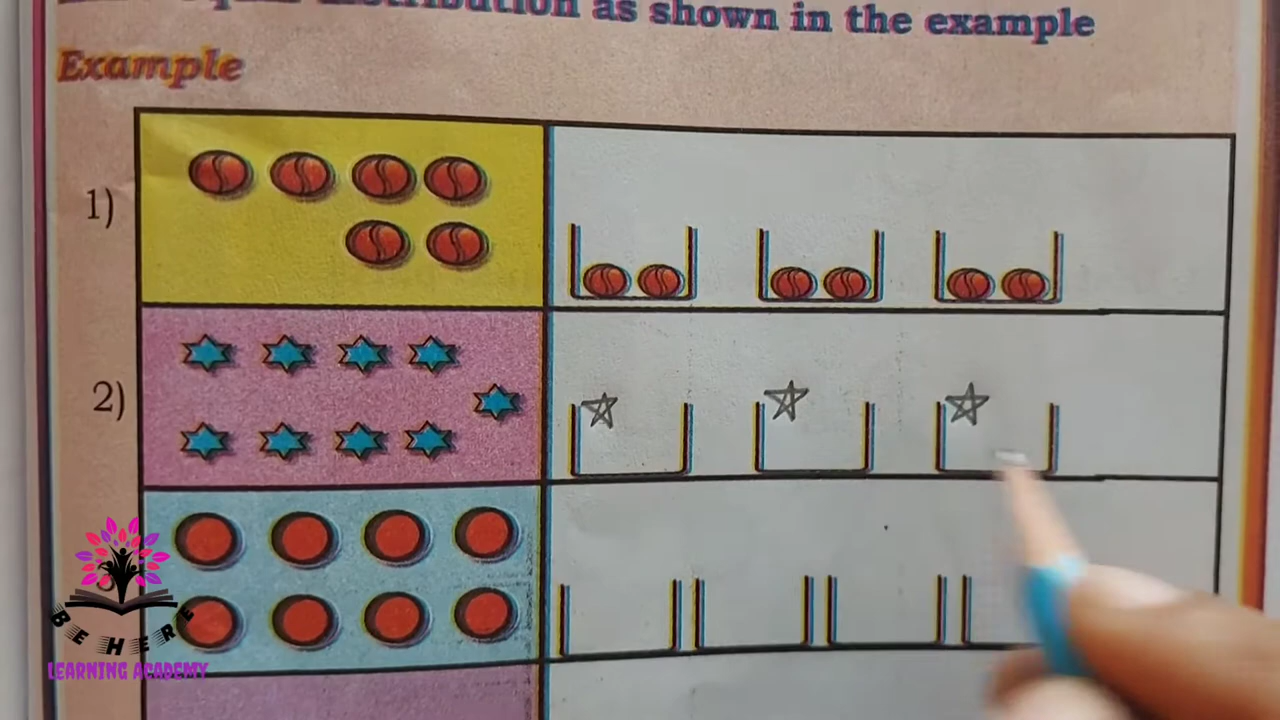 distribution as shown in the example
Example
1)
2)
BE HERE
LEARNING ACADEMY